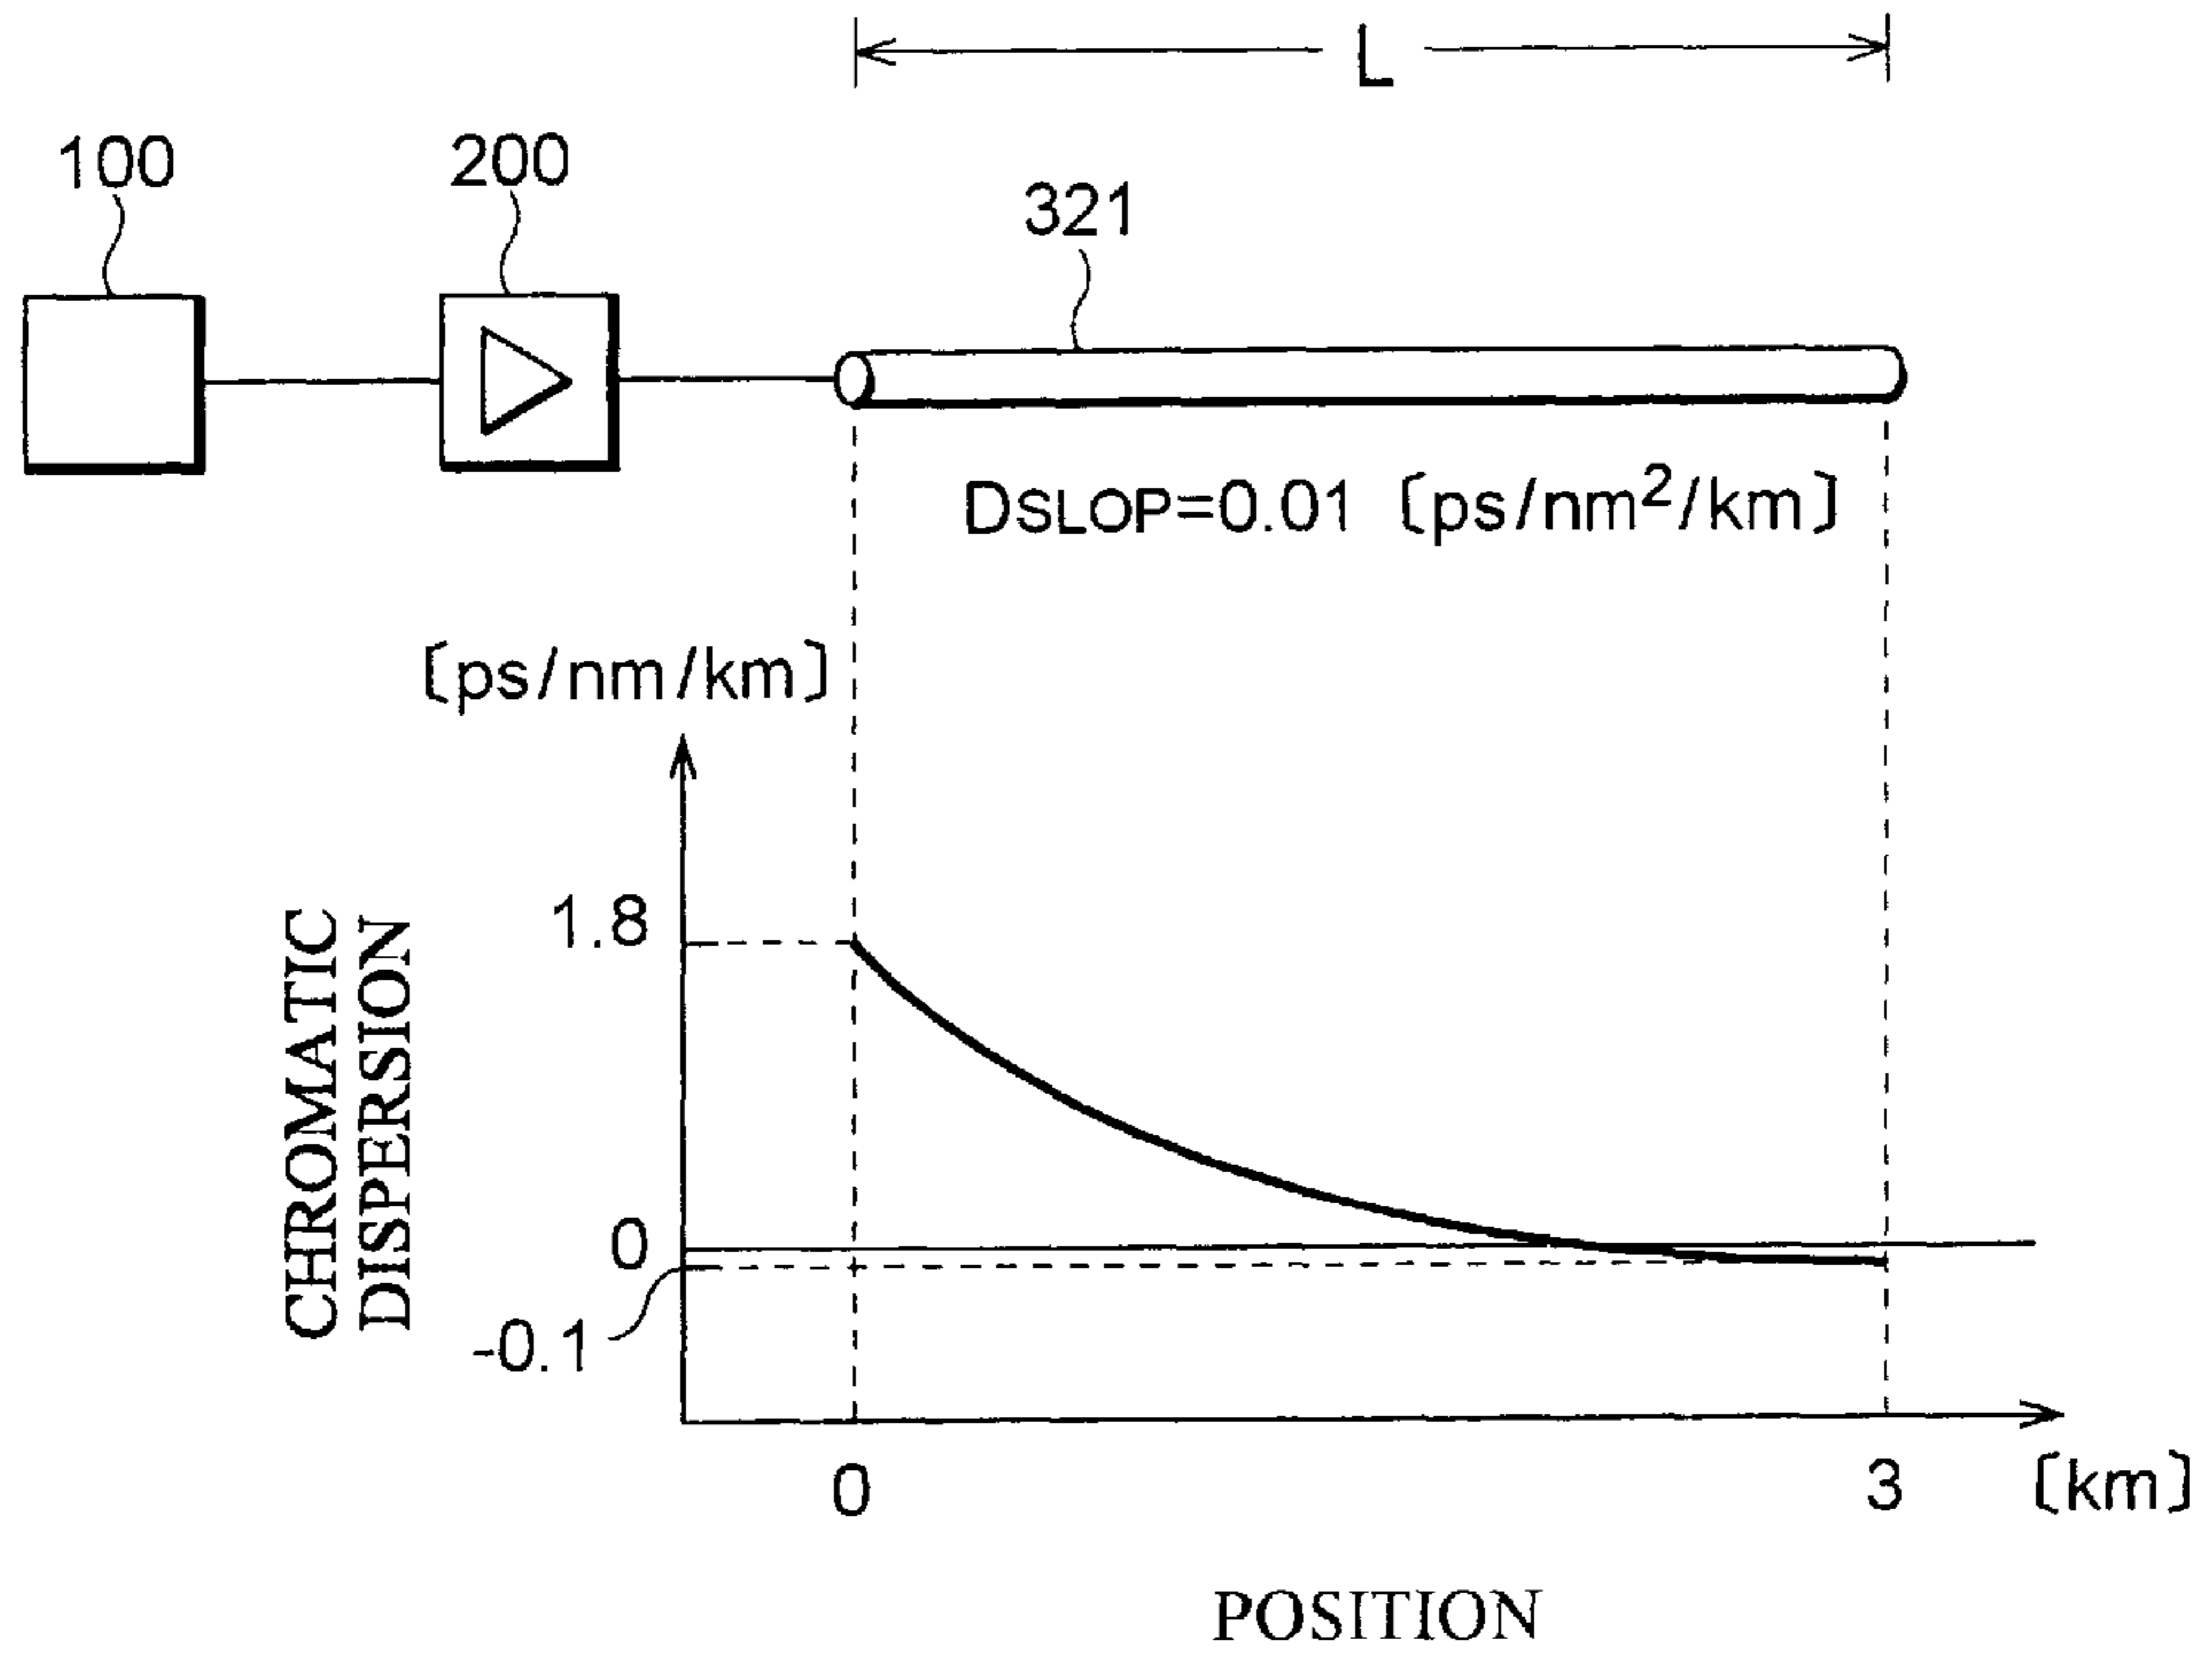 L
100
200
321
DSLOP=0.01 〔ps/nm²/km〕
〔ps/nm/km〕
1.8
CHROMATIC
DISPERSION
0
-0.1
0
3
〔km〕
POSITION